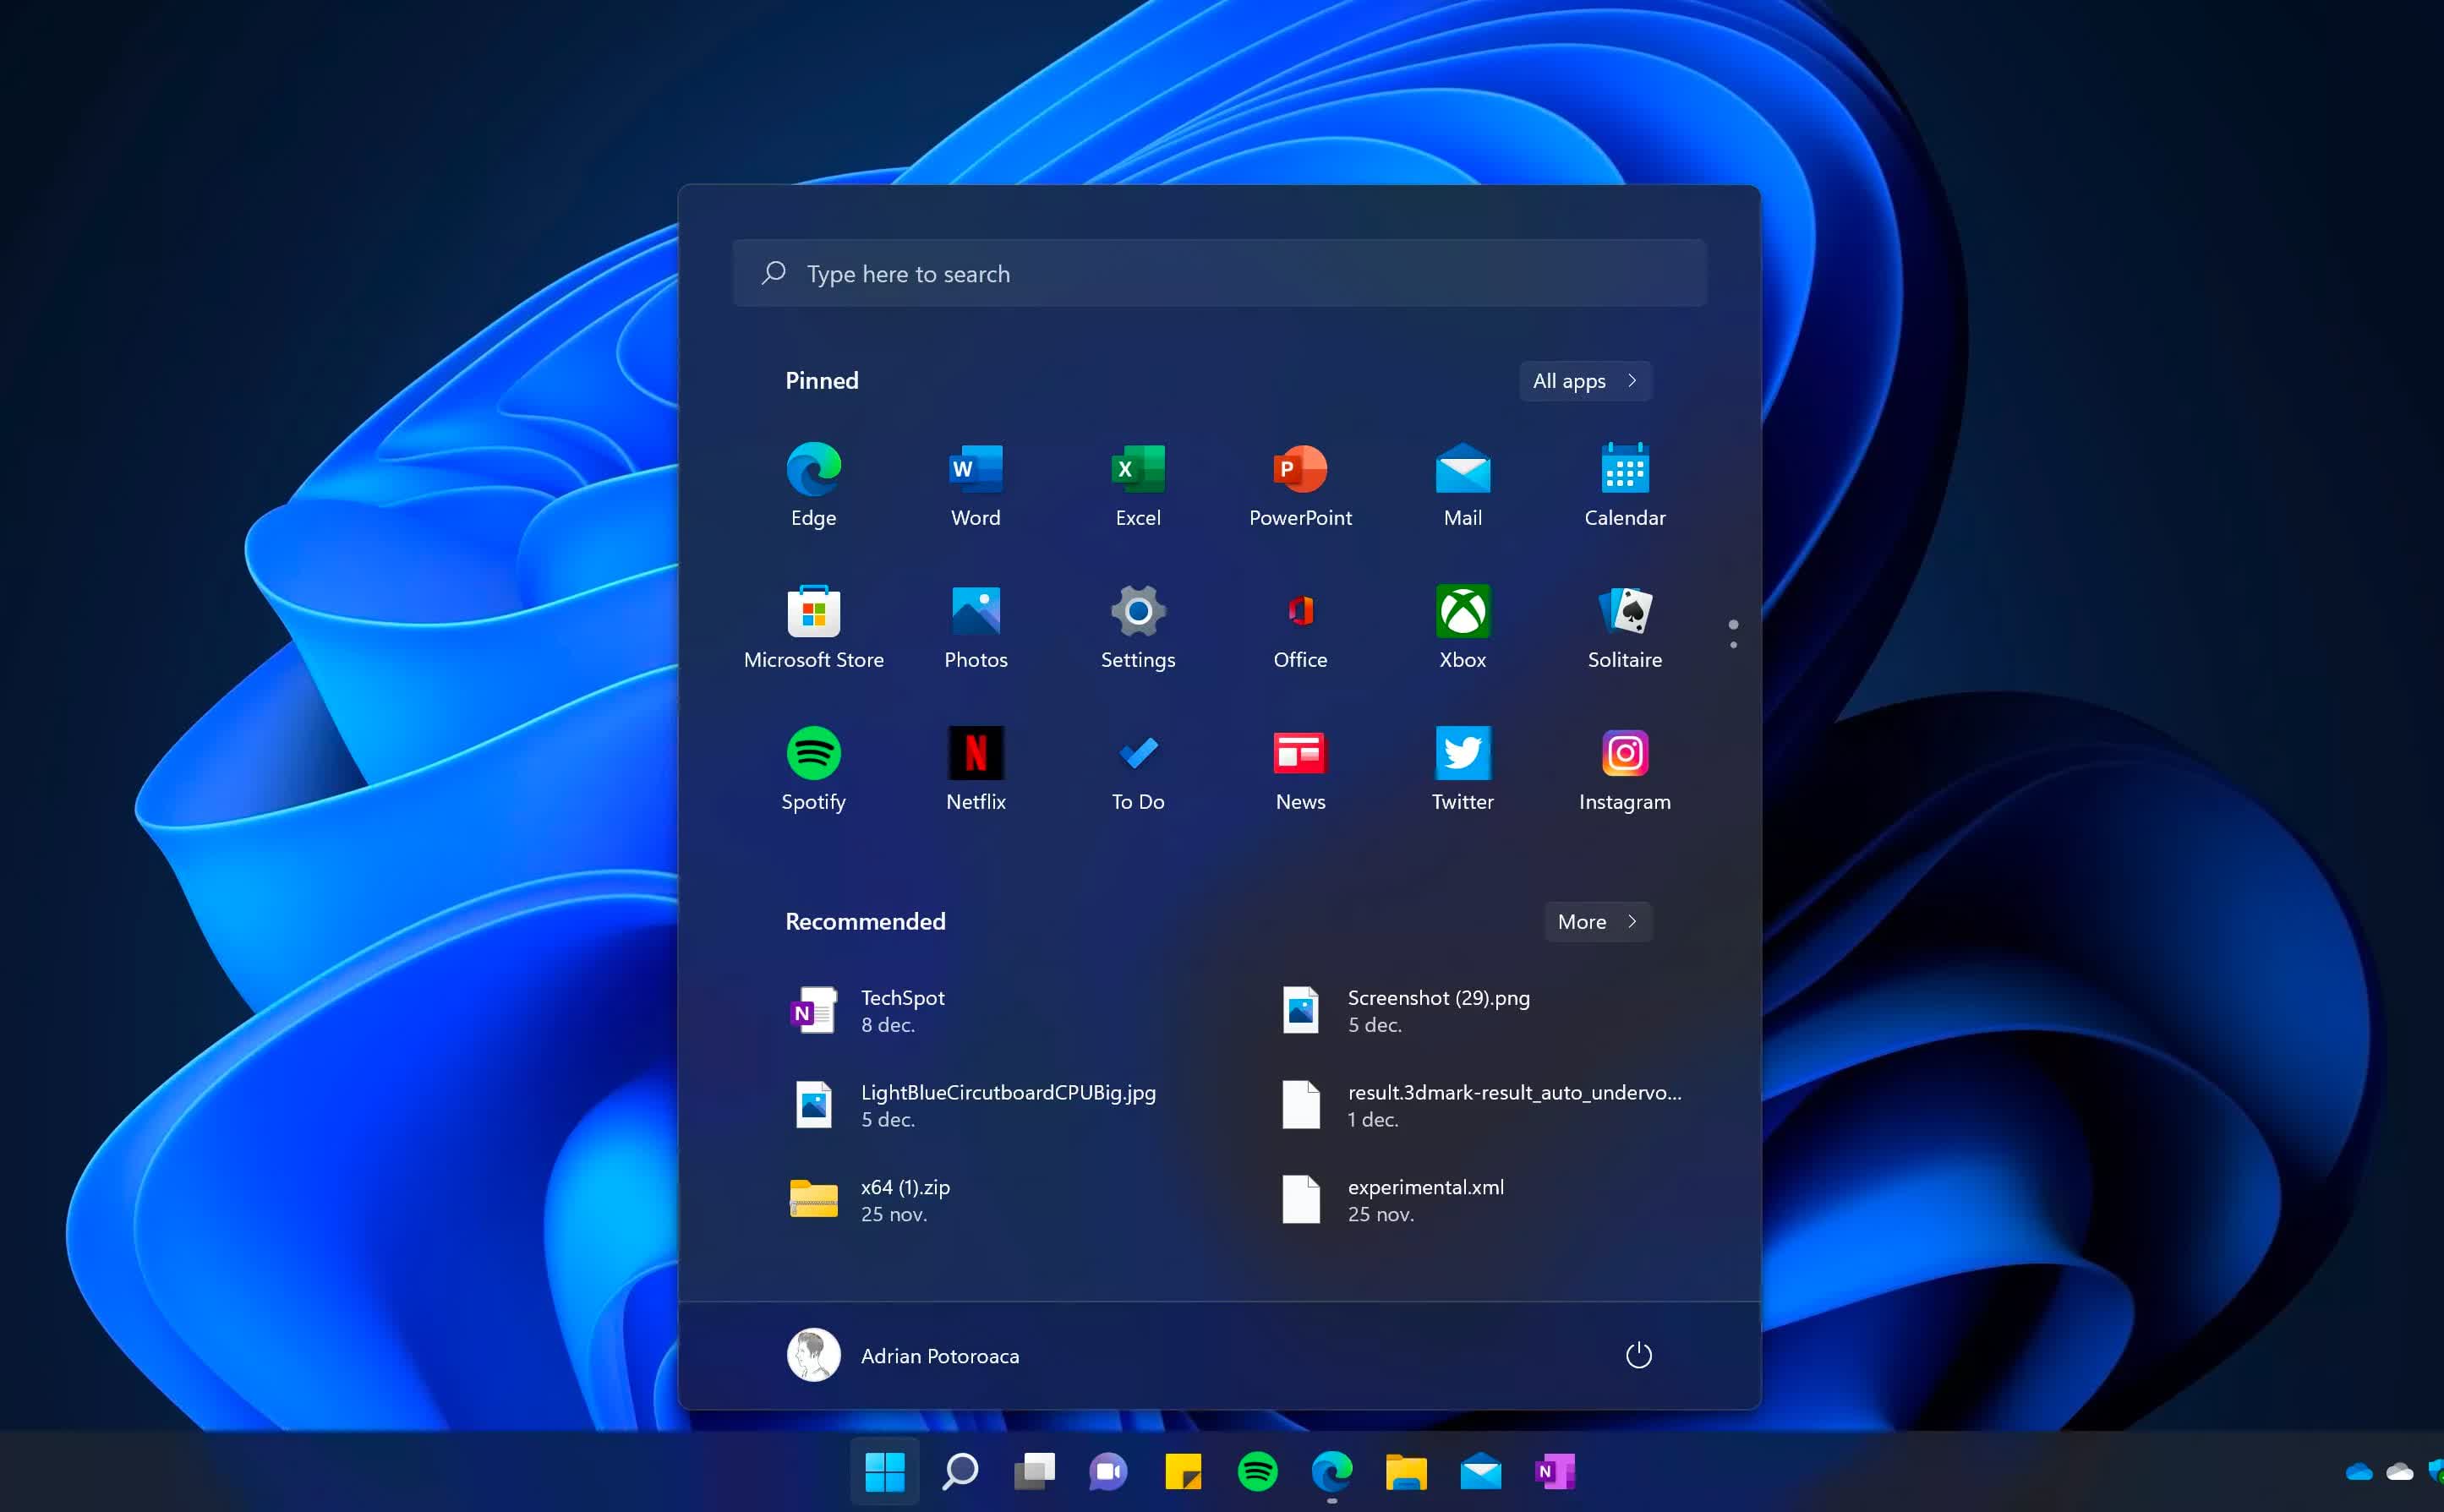 Type here to search
Pinned
All apps
Edge
Word
Excel
PowerPoint
Mail
Calendar
Microsoft Store
Photos
Settings
Office
Xbox
Solitaire
Spotify
Netflix
To Do
News
Twitter
Instagram
Recommended
More
TechSpot
8 dec.
Screenshot (29).png
5 dec.
LightBlueCircutboardCPUBig.jpg
5 dec.
result.3dmark-result_auto_undervo...
1 dec.
x64 (1).zip
25 nov.
experimental.xml
25 nov.
Adrian Potoroaca